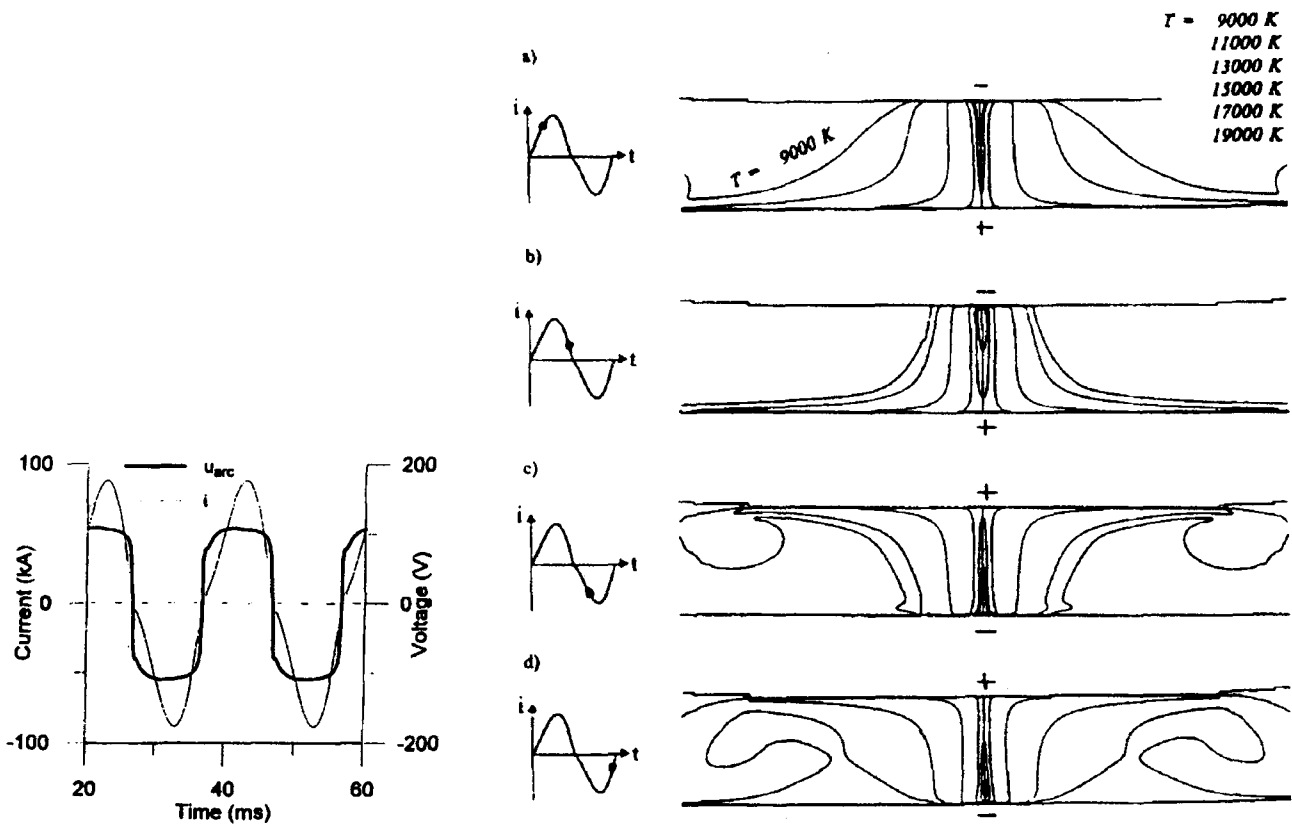 T = 9000 K
11000 K
13000 K
15000 K
17000 K
19000 K
a)
i
t
−
T = 9000 K
+
b)
i
t
−
+
c)
i
t
+
−
d)
i
t
+
−
100
200
u_arc
i
Current (kA)
0
0
Voltage (V)
-100
-200
20
40
60
Time (ms)